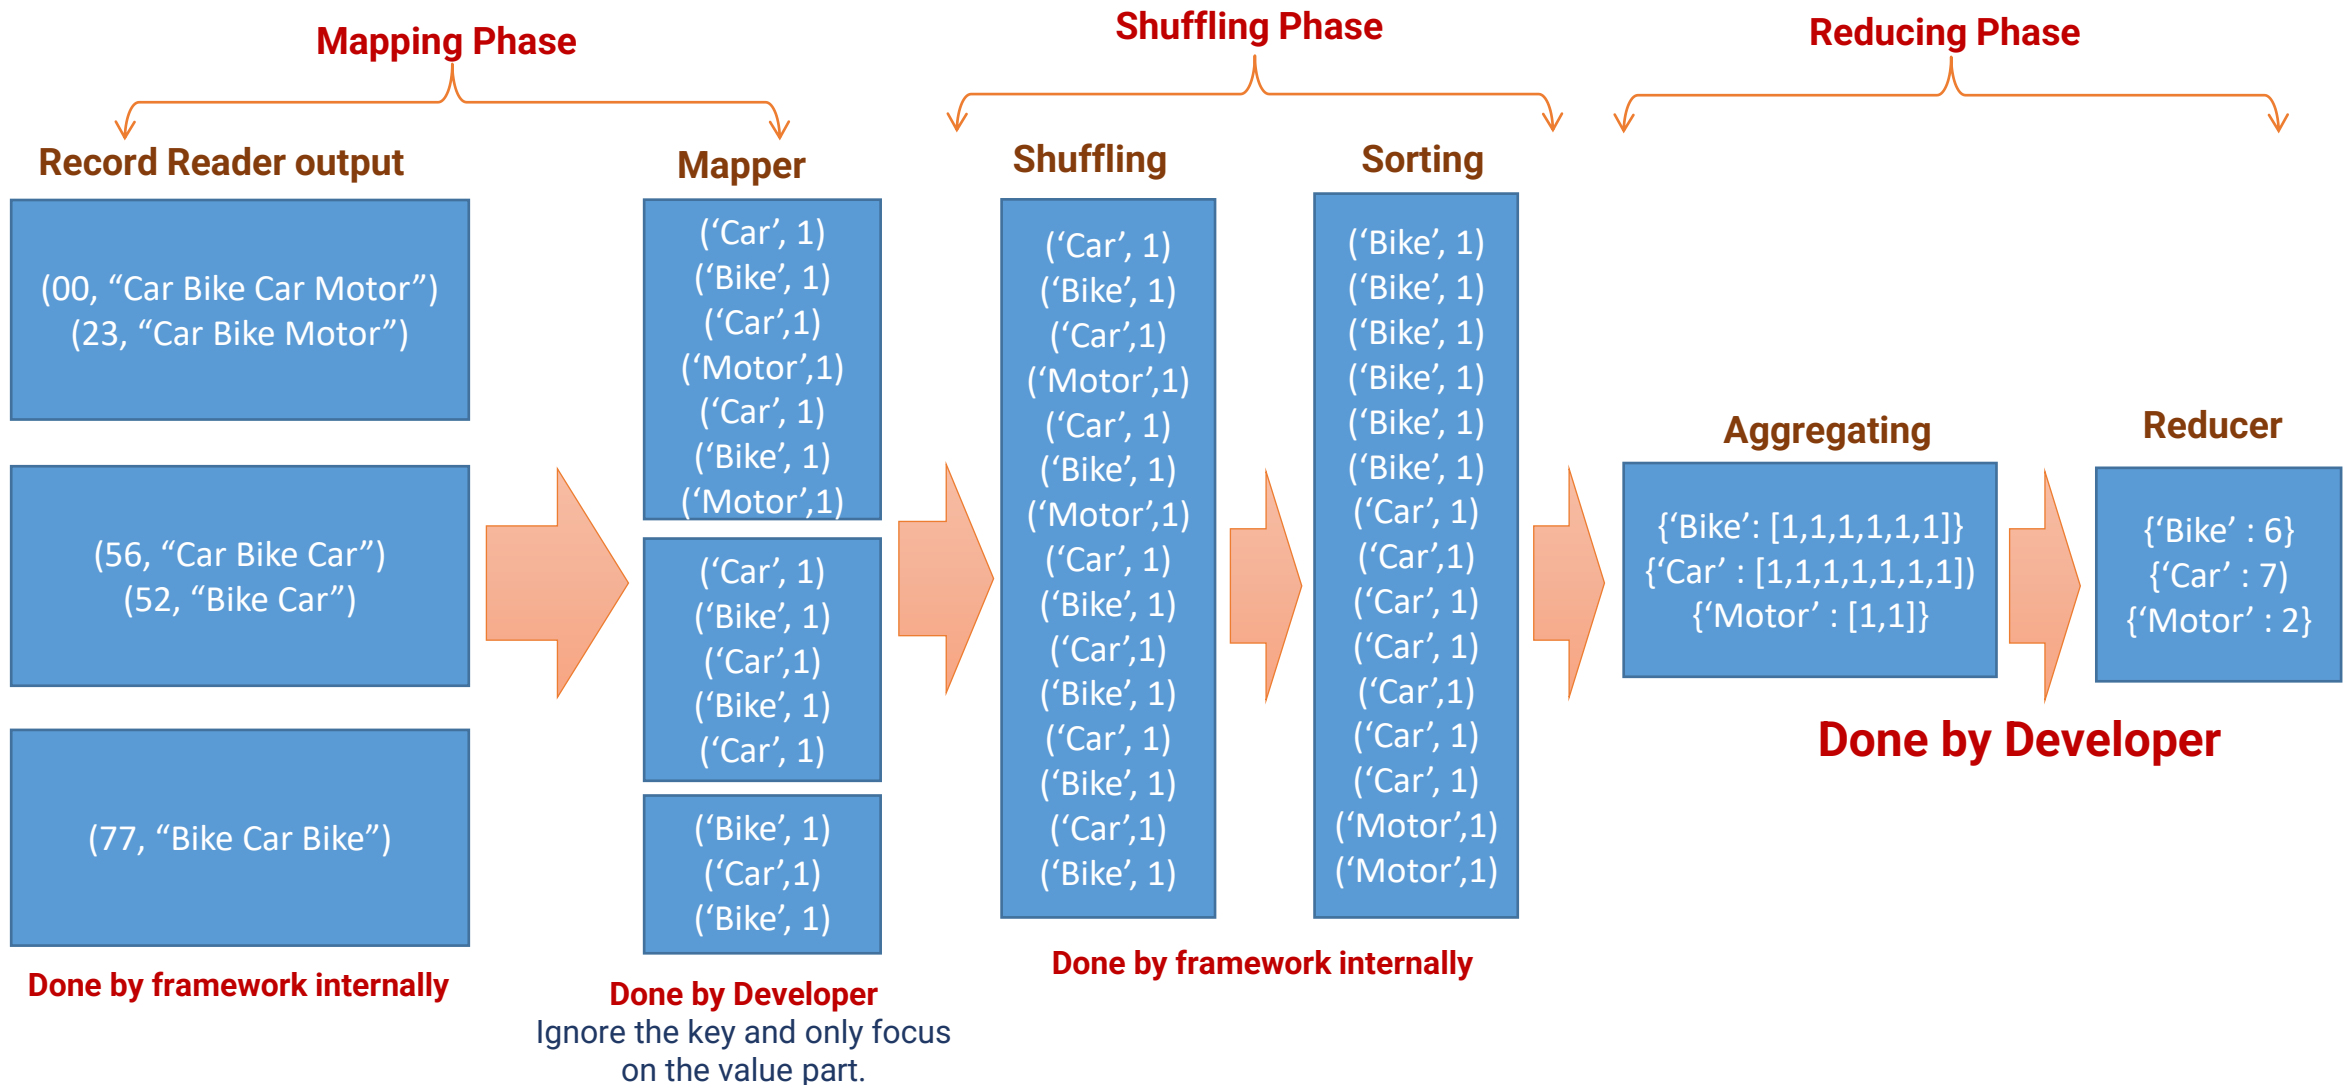 Mapping Phase
Shuffling Phase
Reducing Phase
Record Reader output
(00, “Car Bike Car Motor”)
(23, “Car Bike Motor”)
(56, “Car Bike Car”)
(52, “Bike Car”)
(77, “Bike Car Bike”)
Done by framework internally
Mapper
(‘Car’, 1)
(‘Bike’, 1)
(‘Car’,1)
(‘Motor’,1)
(‘Car’, 1)
(‘Bike’, 1)
(‘Motor’,1)
(‘Car’, 1)
(‘Bike’, 1)
(‘Car’,1)
(‘Bike’, 1)
(‘Car’, 1)
(‘Bike’, 1)
(‘Car’,1)
(‘Bike’, 1)
Done by Developer
Ignore the key and only focus
on the value part.
Shuffling
(‘Car’, 1)
(‘Bike’, 1)
(‘Car’,1)
(‘Motor’,1)
(‘Car’, 1)
(‘Bike’, 1)
(‘Motor’,1)
(‘Car’, 1)
(‘Bike’, 1)
(‘Car’,1)
(‘Bike’, 1)
(‘Car’, 1)
(‘Bike’, 1)
(‘Car’,1)
(‘Bike’, 1)
Sorting
(‘Bike’, 1)
(‘Bike’, 1)
(‘Bike’, 1)
(‘Bike’, 1)
(‘Bike’, 1)
(‘Bike’, 1)
(‘Car’, 1)
(‘Car’,1)
(‘Car’, 1)
(‘Car’, 1)
(‘Car’,1)
(‘Car’, 1)
(‘Car’, 1)
(‘Motor’,1)
(‘Motor’,1)
Done by framework internally
Aggregating
{‘Bike’: [1,1,1,1,1,1]}
{‘Car’ : [1,1,1,1,1,1,1])
{‘Motor’ : [1,1]}
Reducer
{‘Bike’ : 6}
{‘Car’ : 7)
{‘Motor’ : 2}
Done by Developer